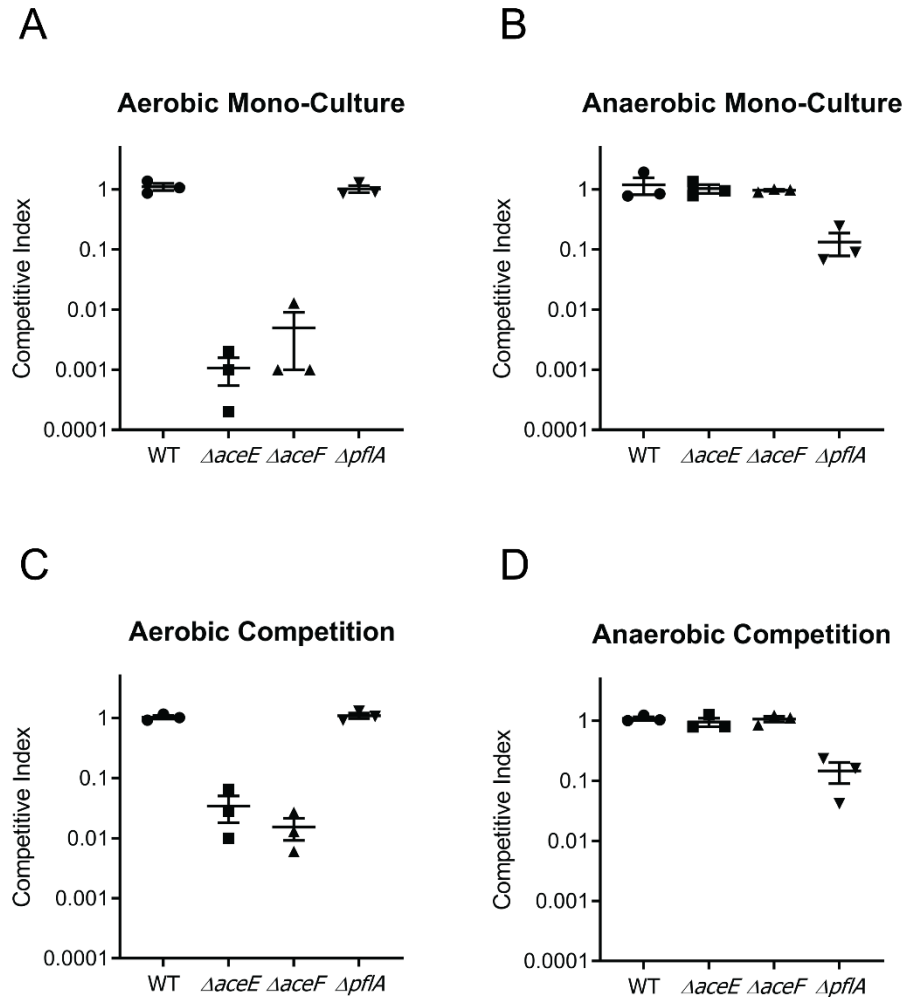 A
Aerobic Mono-Culture
Competitive Index
1
0.1
0.01
0.001
0.0001
WT ΔaceE ΔaceF ΔpflA
B
Anaerobic Mono-Culture
Competitive Index
1
0.1
0.01
0.001
0.0001
WT ΔaceE ΔaceF ΔpflA
C
Aerobic Competition
Competitive Index
1
0.1
0.01
0.001
0.0001
WT ΔaceE ΔaceF ΔpflA
D
Anaerobic Competition
Competitive Index
1
0.1
0.01
0.001
0.0001
WT ΔaceE ΔaceF ΔpflA